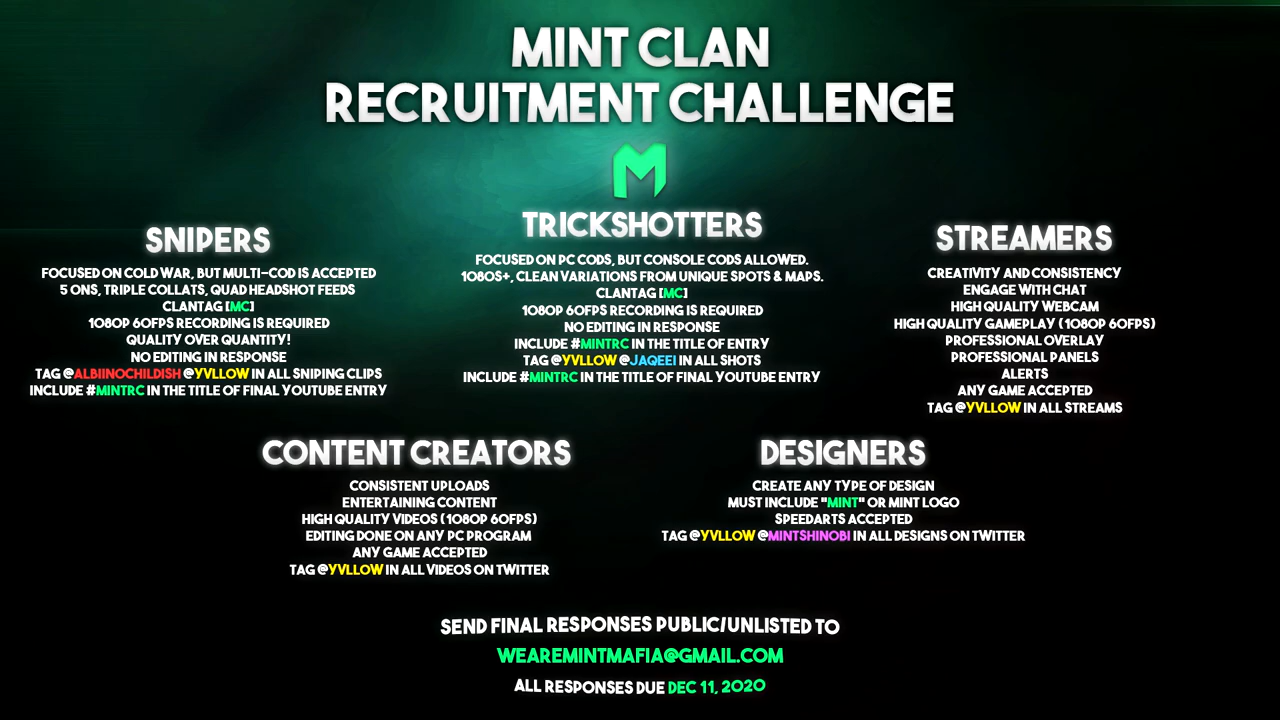 MINT CLAN
RECRUITMENT CHALLENGE
M
SNIPERS
FOCUSED ON COLD WAR, BUT MULTI-COD IS ACCEPTED
5 ONS, TRIPLE COLLATS, QUAD HEADSHOT FEEDS
CLANTAG [MC]
1080P 60FPS RECORDING IS REQUIRED
QUALITY OVER QUANTITY!
NO EDITING IN RESPONSE
TAG @ALBIINOCHILDISH @YVLLOW IN ALL SNIPING CLIPS
INCLUDE #MINTRC IN THE TITLE OF FINAL YOUTUBE ENTRY
TRICKSHOTTERS
FOCUSED ON PC CODS, BUT CONSOLE CODS ALLOWED.
1080S+, CLEAN VARIATIONS FROM UNIQUE SPOTS & MAPS.
CLANTAG [MC]
1080P 60FPS RECORDING IS REQUIRED
NO EDITING IN RESPONSE
INCLUDE #MINTRC IN THE TITLE OF ENTRY
TAG @YVLLOW @JAQEEI IN ALL SHOTS
INCLUDE #MINTRC IN THE TITLE OF FINAL YOUTUBE ENTRY
STREAMERS
CREATIVITY AND CONSISTENCY
ENGAGE WITH CHAT
HIGH QUALITY WEBCAM
HIGH QUALITY GAMEPLAY (1080P 60FPS)
PROFESSIONAL OVERLAY
PROFESSIONAL PANELS
ALERTS
ANY GAME ACCEPTED
TAG @YVLLOW IN ALL STREAMS
CONTENT CREATORS
CONSISTENT UPLOADS
ENTERTAINING CONTENT
HIGH QUALITY VIDEOS (1080P 60FPS)
EDITING DONE ON ANY PC PROGRAM
ANY GAME ACCEPTED
TAG @YVLLOW IN ALL VIDEOS ON TWITTER
DESIGNERS
CREATE ANY TYPE OF DESIGN
MUST INCLUDE "MINT" OR MINT LOGO
SPEEDARTS ACCEPTED
TAG @YVLLOW @MINTSHINOBI IN ALL DESIGNS ON TWITTER
SEND FINAL RESPONSES PUBLIC/UNLISTED TO
WEAREMINTMAFIA@GMAIL.COM
ALL RESPONSES DUE DEC 11, 2020